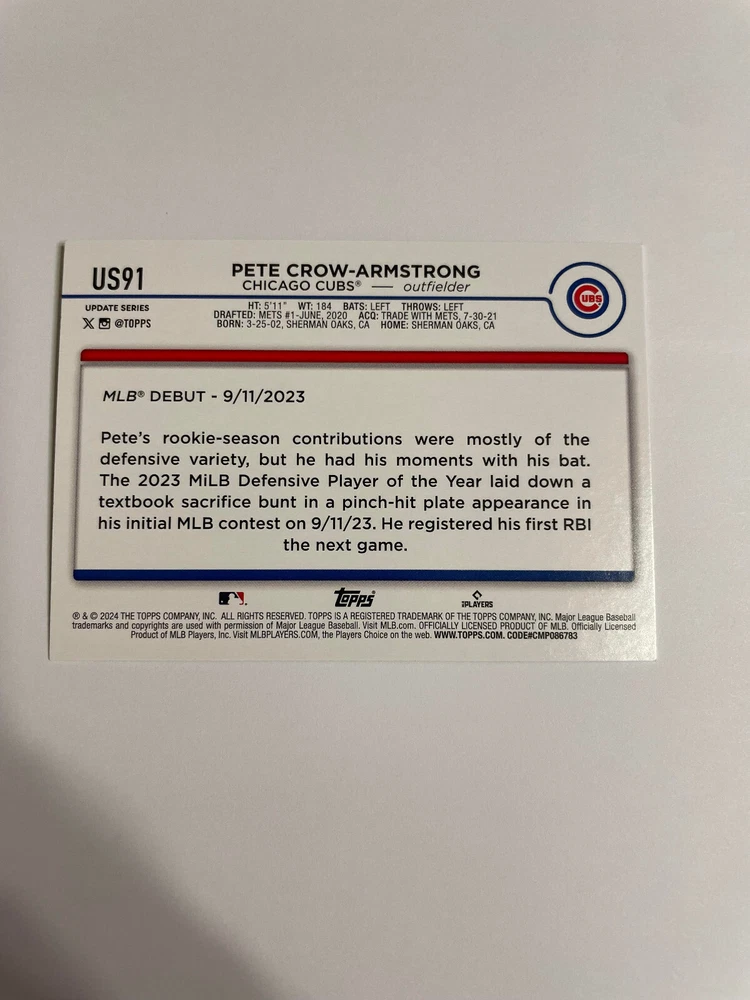 US91
PETE CROW-ARMSTRONG
CHICAGO CUBS® — outfielder
CUBS
UPDATE SERIES
@TOPPS
HT: 5'11" WT: 184 BATS: LEFT THROWS: LEFT
DRAFTED: METS #1-JUNE, 2020 ACQ: TRADE WITH METS, 7-30-21
BORN: 3-25-02, SHERMAN OAKS, CA HOME: SHERMAN OAKS, CA
MLB® DEBUT - 9/11/2023
Pete's rookie-season contributions were mostly of the
defensive variety, but he had his moments with his bat.
The 2023 MiLB Defensive Player of the Year laid down a
textbook sacrifice bunt in a pinch-hit plate appearance in
his initial MLB contest on 9/11/23. He registered his first RBI
the next game.
Topps
PLAYERS
® & © 2024 THE TOPPS COMPANY, INC. ALL RIGHTS RESERVED. TOPPS IS A REGISTERED TRADEMARK OF THE TOPPS COMPANY, INC. Major League Baseball
trademarks and copyrights are used with permission of Major League Baseball. Visit MLB.com. OFFICIALLY LICENSED PRODUCT OF MLB. Officially Licensed
Product of MLB Players, Inc. Visit MLBPLAYERS.COM, the Players Choice on the web. WWW.TOPPS.COM. CODE#CMP086783